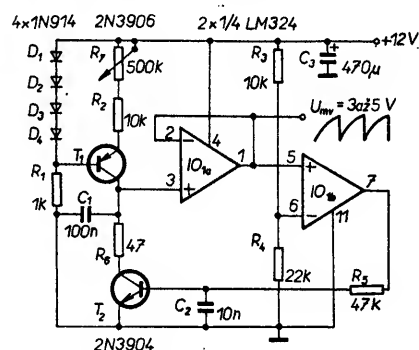 4×1N914 2N3906 2×1/4 LM324
+12V
D₁
D₂
D₃
D₄
R₇
500k
R₂
10k
R₃
10k
C₃
+
470µ
Uₘᵥ = 3až5 V
T₁
2
4
1
3
+
−
IO₁ₐ
5
6
7
11
+
−
IO₁ᵦ
R₁
1k
C₁
100n
R₆
47
R₄
22k
R₅
47k
T₂
C₂
10n
2N3904